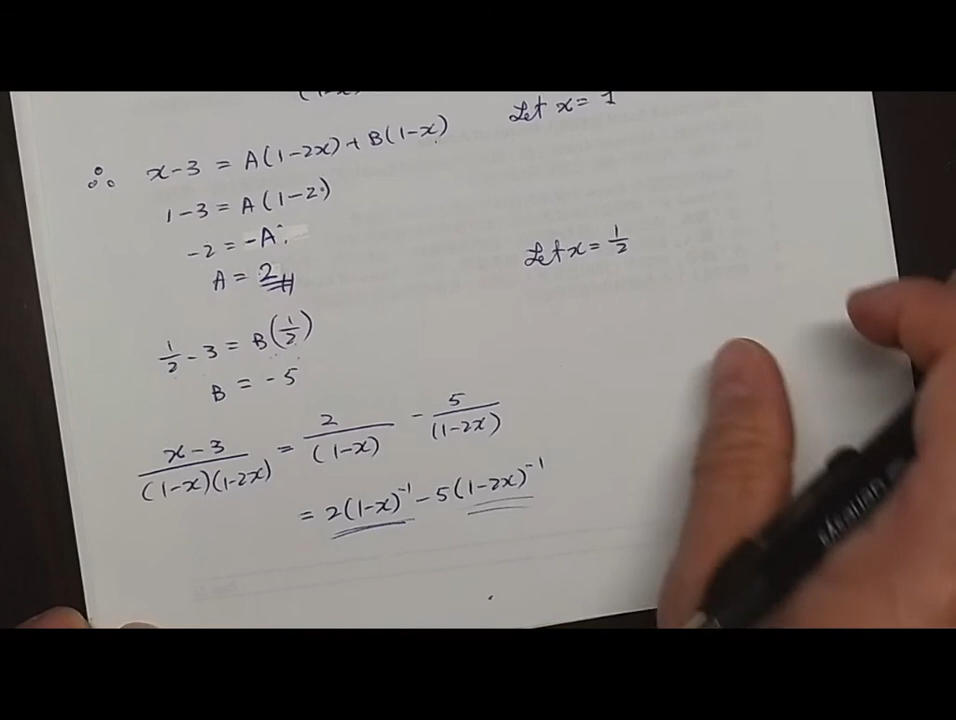 Let x = 1
∴ x-3 = A(1-2x) + B(1-x)
1-3 = A(1-2)
-2 = -A
A = 2
Let x = 1/2
1/2 - 3 = B(1/2)
B = -5
x-3/(1-x)(1-2x) = 2/(1-x) - 5/(1-2x)
= 2(1-x)⁻¹ - 5(1-2x)⁻¹